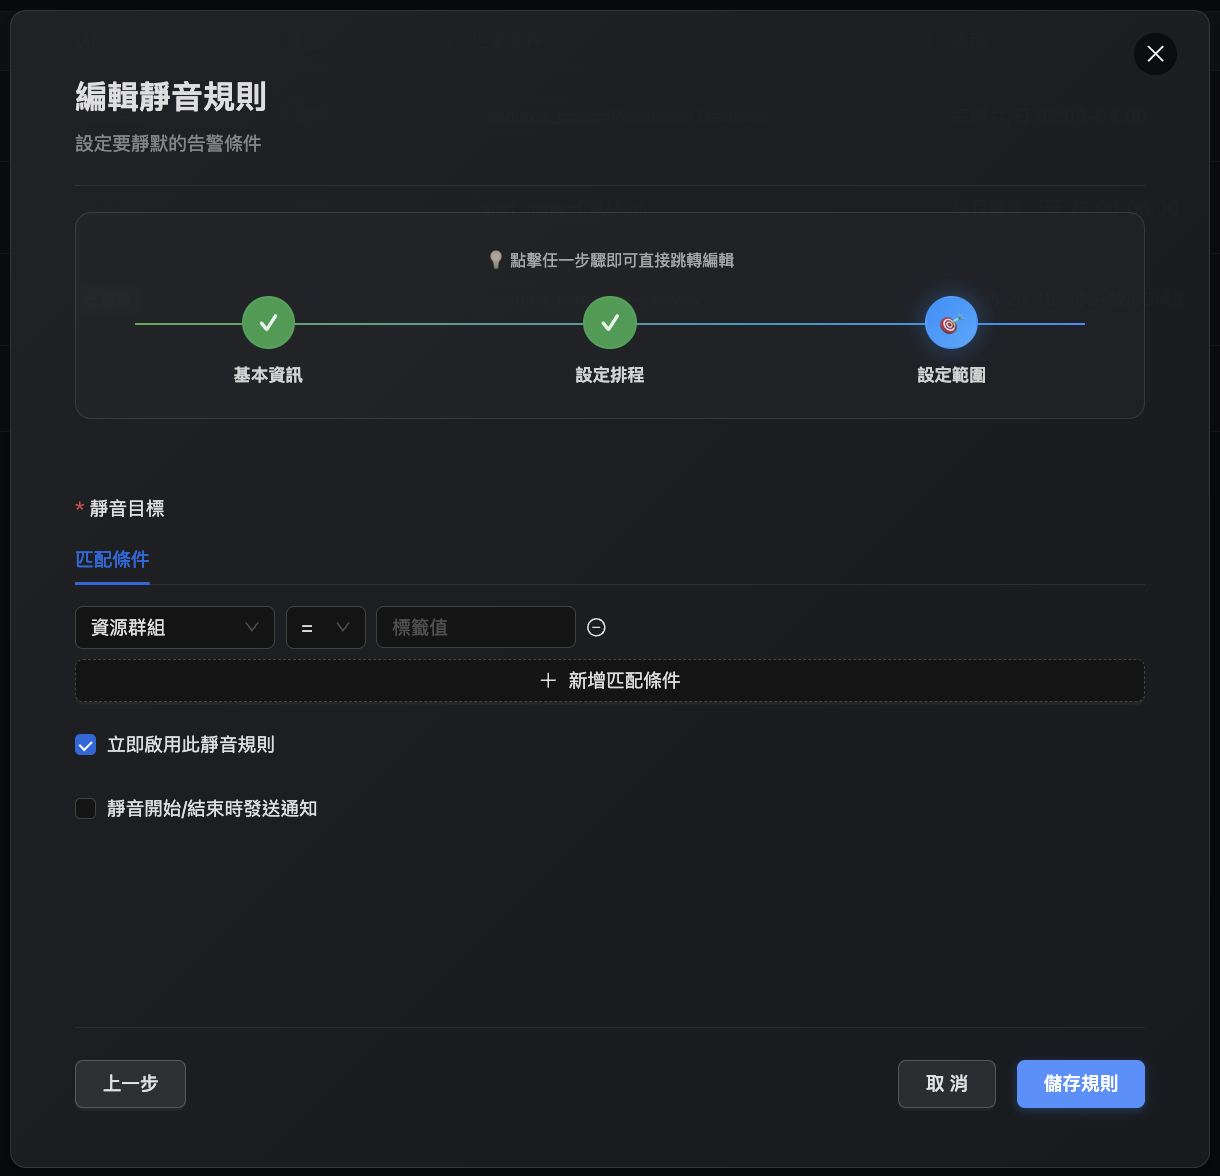 編輯靜音規則
設定要靜默的告警條件
點擊任一步驟即可直接跳轉編輯
基本資訊
設定排程
設定範圍
* 靜音目標
匹配條件
資源群組
=
標籤值
新增匹配條件
立即啟用此靜音規則
靜音開始/結束時發送通知
上一步
取 消
儲存規則